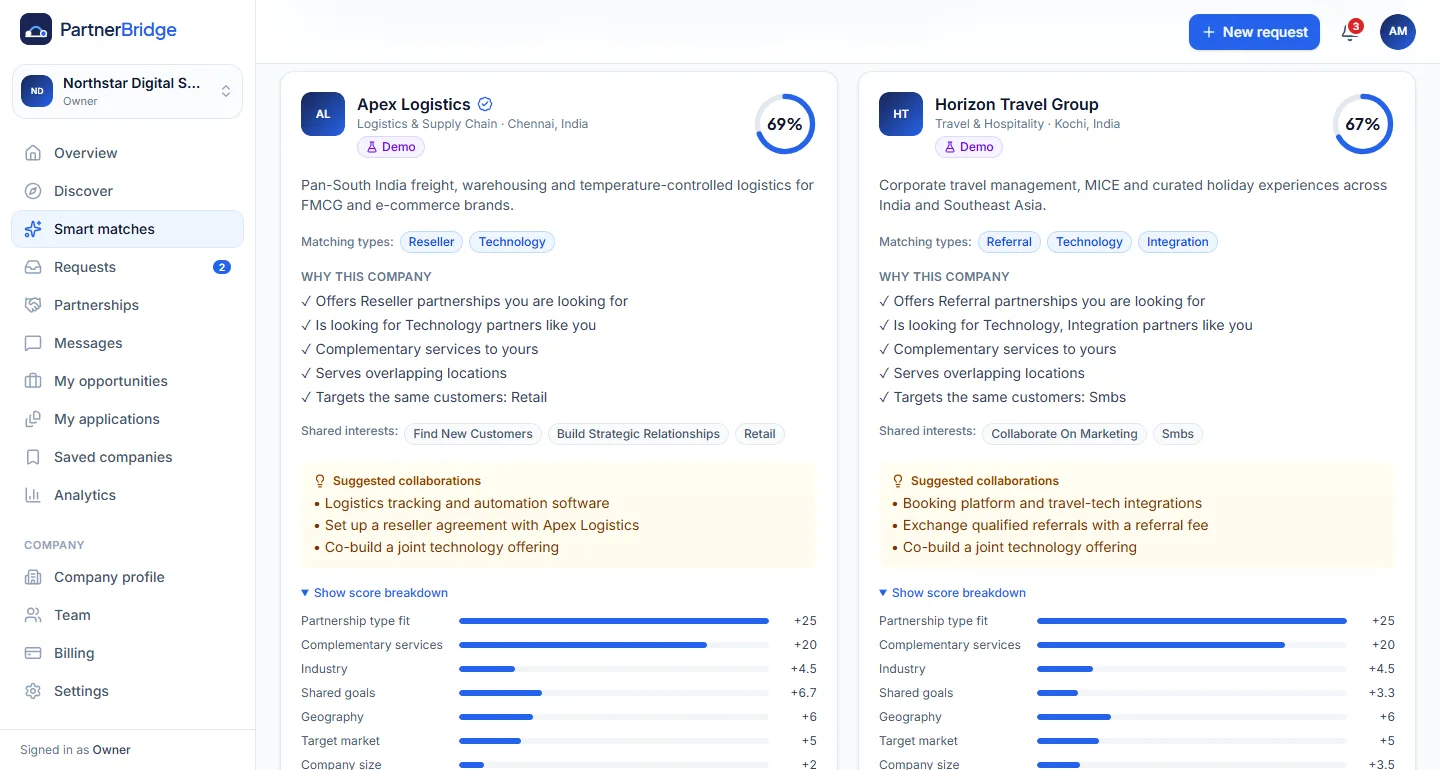 PartnerBridge
+ New request
3
AM
ND
Northstar Digital S...
Owner
Overview
Discover
Smart matches
Requests
2
Partnerships
Messages
My opportunities
My applications
Saved companies
Analytics
COMPANY
Company profile
Team
Billing
Settings
Signed in as Owner
AL
Apex Logistics
Logistics & Supply Chain · Chennai, India
Demo
69%
Pan-South India freight, warehousing and temperature-controlled logistics for
FMCG and e-commerce brands.
Matching types: Reseller Technology
WHY THIS COMPANY
✓ Offers Reseller partnerships you are looking for
✓ Is looking for Technology partners like you
✓ Complementary services to yours
✓ Serves overlapping locations
✓ Targets the same customers: Retail
Shared interests: Find New Customers Build Strategic Relationships Retail
Suggested collaborations
• Logistics tracking and automation software
• Set up a reseller agreement with Apex Logistics
• Co-build a joint technology offering
▼ Show score breakdown
Partnership type fit +25
Complementary services +20
Industry +4.5
Shared goals +6.7
Geography +6
Target market +5
Company size +2
HT
Horizon Travel Group
Travel & Hospitality · Kochi, India
Demo
67%
Corporate travel management, MICE and curated holiday experiences across
India and Southeast Asia.
Matching types: Referral Technology Integration
WHY THIS COMPANY
✓ Offers Referral partnerships you are looking for
✓ Is looking for Technology, Integration partners like you
✓ Complementary services to yours
✓ Serves overlapping locations
✓ Targets the same customers: Smbs
Shared interests: Collaborate On Marketing Smbs
Suggested collaborations
• Booking platform and travel-tech integrations
• Exchange qualified referrals with a referral fee
• Co-build a joint technology offering
▼ Show score breakdown
Partnership type fit +25
Complementary services +20
Industry +4.5
Shared goals +3.3
Geography +6
Target market +5
Company size +3.5